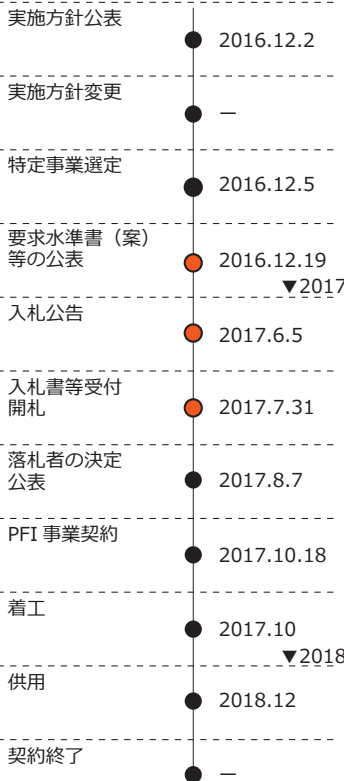 実施方針公表
2016.12.2
実施方針変更
－
特定事業選定
2016.12.5
要求水準書（案）
等の公表
2016.12.19
▼2017
入札公告
2017.6.5
入札書等受付
開札
2017.7.31
落札者の決定
公表
2017.8.7
PFI 事業契約
2017.10.18
着工
2017.10
▼2018
供用
2018.12
契約終了
－